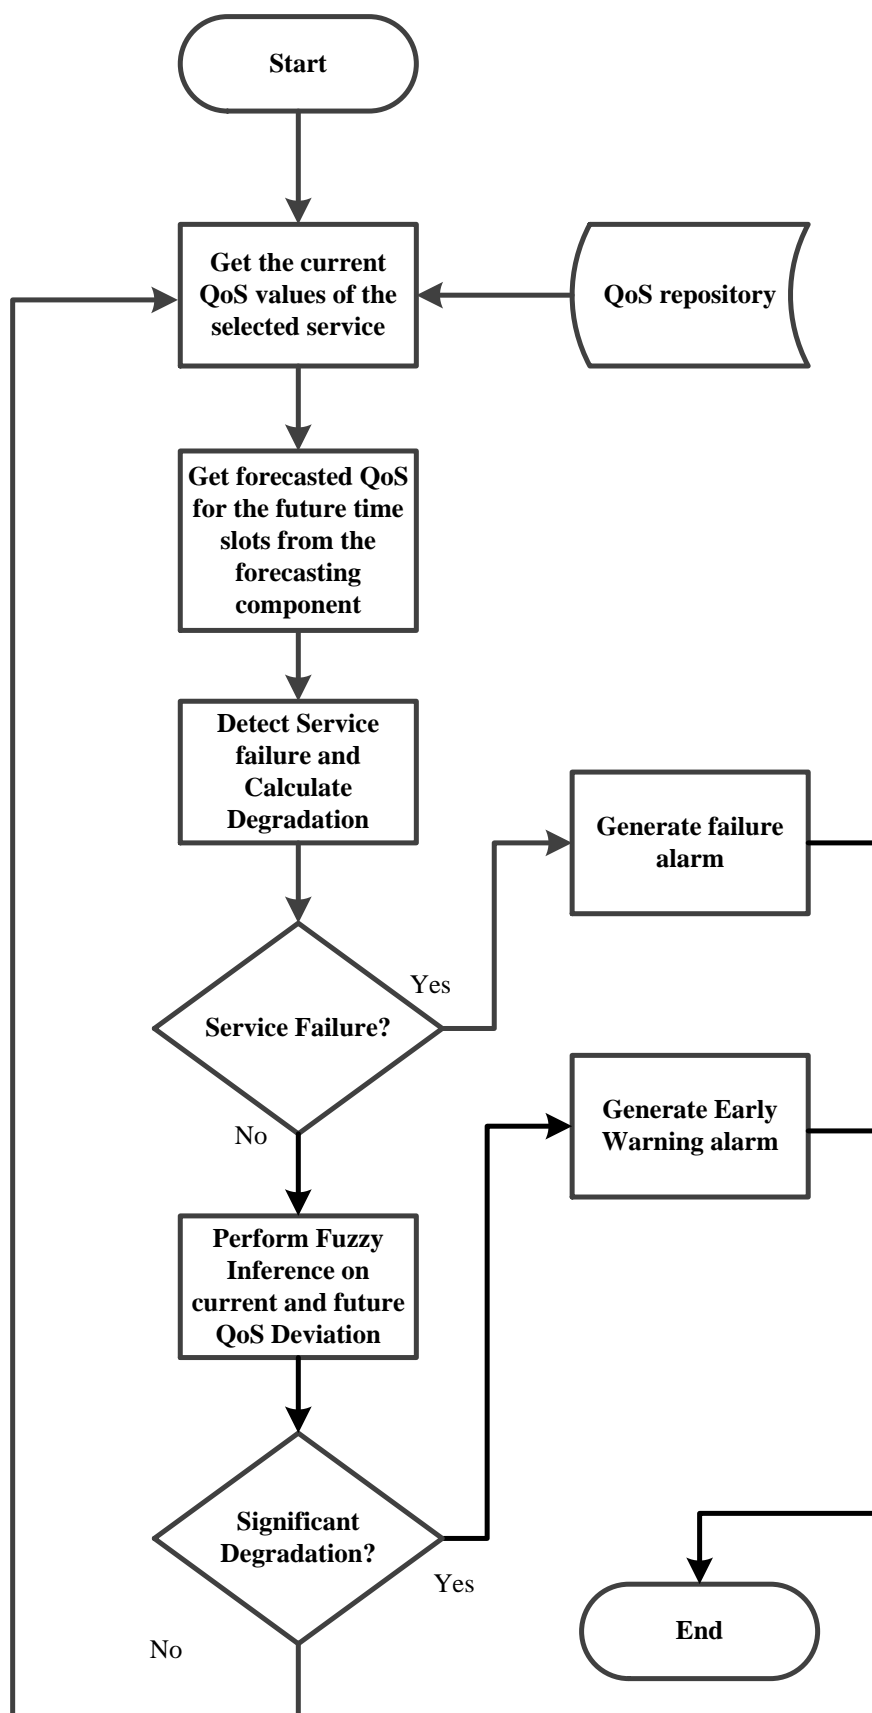 Start
Get the current
QoS values of the
selected service
QoS repository
Get forecasted QoS
for the future time
slots from the
forecasting
component
Detect Service
failure and
Calculate
Degradation
Generate failure
alarm
Yes
Service Failure?
No
Generate Early
Warning alarm
Perform Fuzzy
Inference on
current and future
QoS Deviation
Significant
Degradation?
Yes
No
End